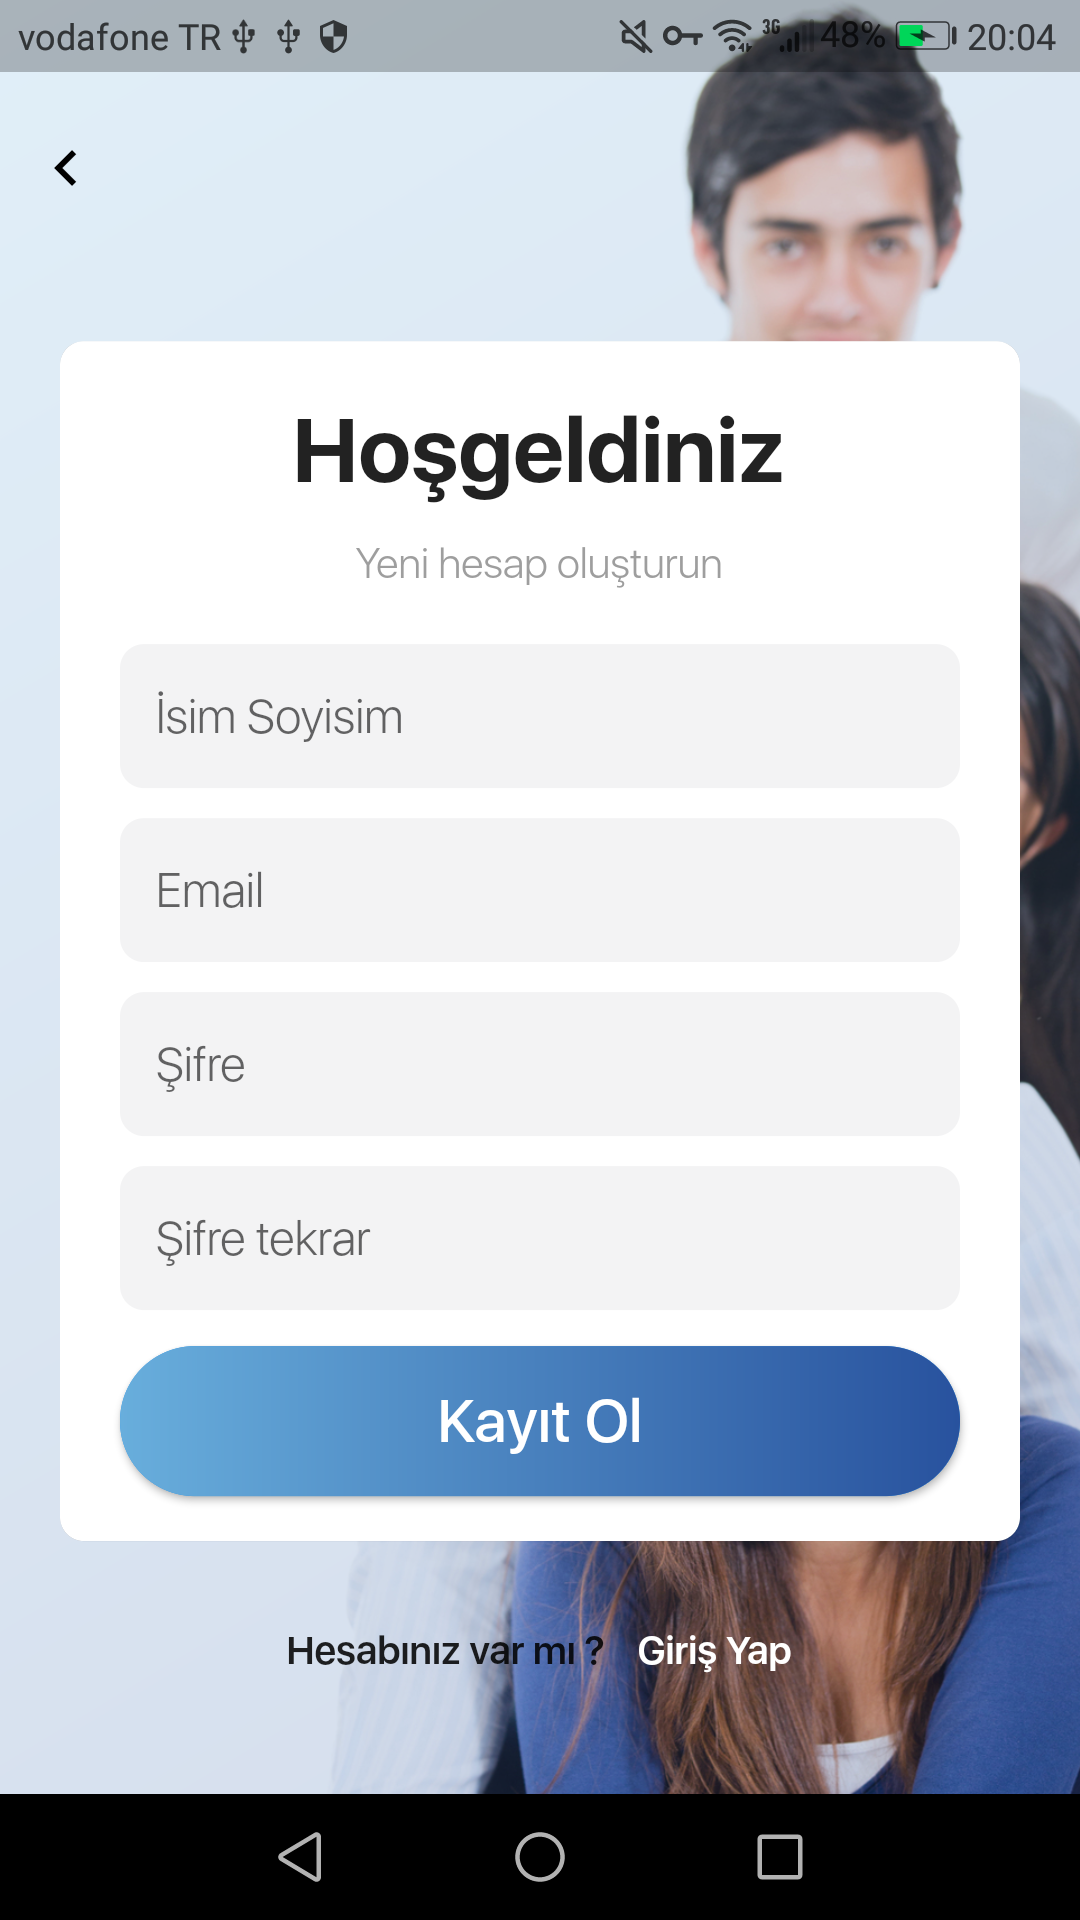 vodafone TR 3G 48% 20:04
Hoşgeldiniz
Yeni hesap oluşturun
İsim Soyisim
Email
Şifre
Şifre tekrar
Kayıt Ol
Hesabınız var mı ? Giriş Yap